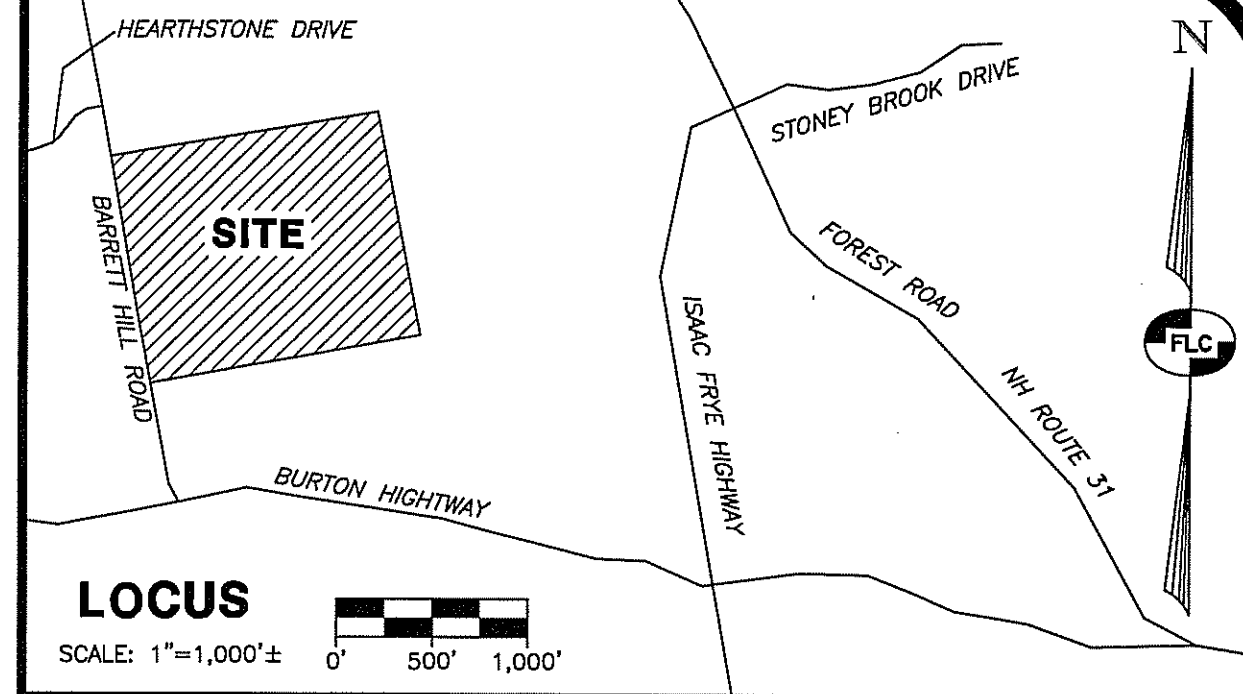 HEARTHSTONE DRIVE
N
STONEY BROOK DRIVE
SITE
BARRETT HILL ROAD
FOREST ROAD
ISAAC FRYE HIGHWAY
NH ROUTE 31
FLC
BURTON HIGHTWAY
LOCUS
SCALE: 1"=1,000'±
0' 500' 1,000'